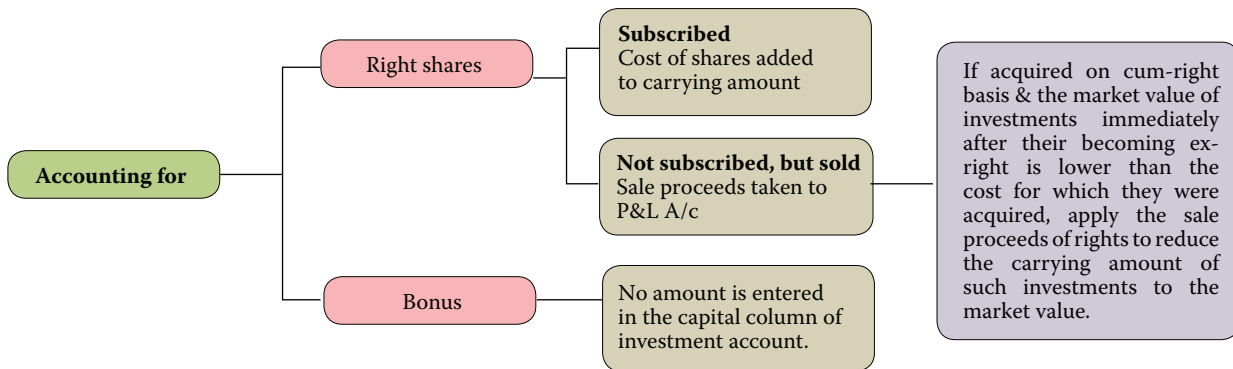 Accounting for
Right shares
Subscribed
Cost of shares added
to carrying amount
Not subscribed, but sold
Sale proceeds taken to
P&L A/c
If acquired on cum-right
basis & the market value of
investments immediately
after their becoming ex-
right is lower than the
cost for which they were
acquired, apply the sale
proceeds of rights to reduce
the carrying amount of
such investments to the
market value.
Bonus
No amount is entered
in the capital column of
investment account.